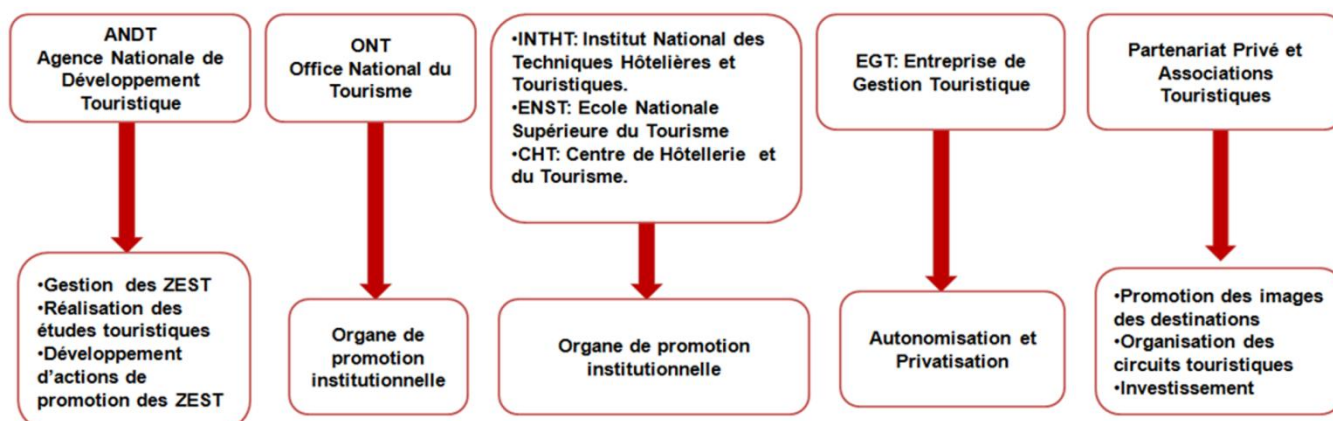 ANDT
Agence Nationale de
Développement
Touristique
ONT
Office National du
Tourisme
•INTHT: Institut National des
Techniques Hôtelières et
Touristiques.
•ENST: Ecole Nationale
Supérieure du Tourisme
•CHT: Centre de Hôtellerie et
du Tourisme.
EGT: Entreprise de
Gestion Touristique
Partenariat Privé et
Associations
Touristiques
•Gestion des ZEST
•Réalisation des
études touristiques
•Développement
d'actions de
promotion des ZEST
Organe de
promotion
institutionnelle
Organe de promotion
institutionnelle
Autonomisation et
Privatisation
•Promotion des images
des destinations
•Organisation des
circuits touristiques
•Investissement